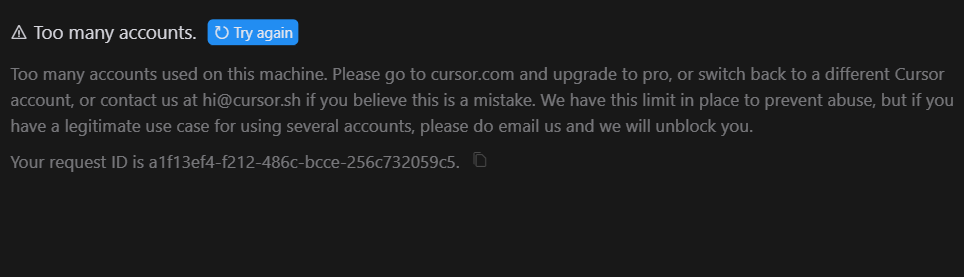 ⚠ Too many accounts. Try again
Too many accounts used on this machine. Please go to cursor.com and upgrade to pro, or switch back to a different Cursor
account, or contact us at hi@cursor.sh if you believe this is a mistake. We have this limit in place to prevent abuse, but if you
have a legitimate use case for using several accounts, please do email us and we will unblock you.
Your request ID is a1f13ef4-f212-486c-bcce-256c732059c5.